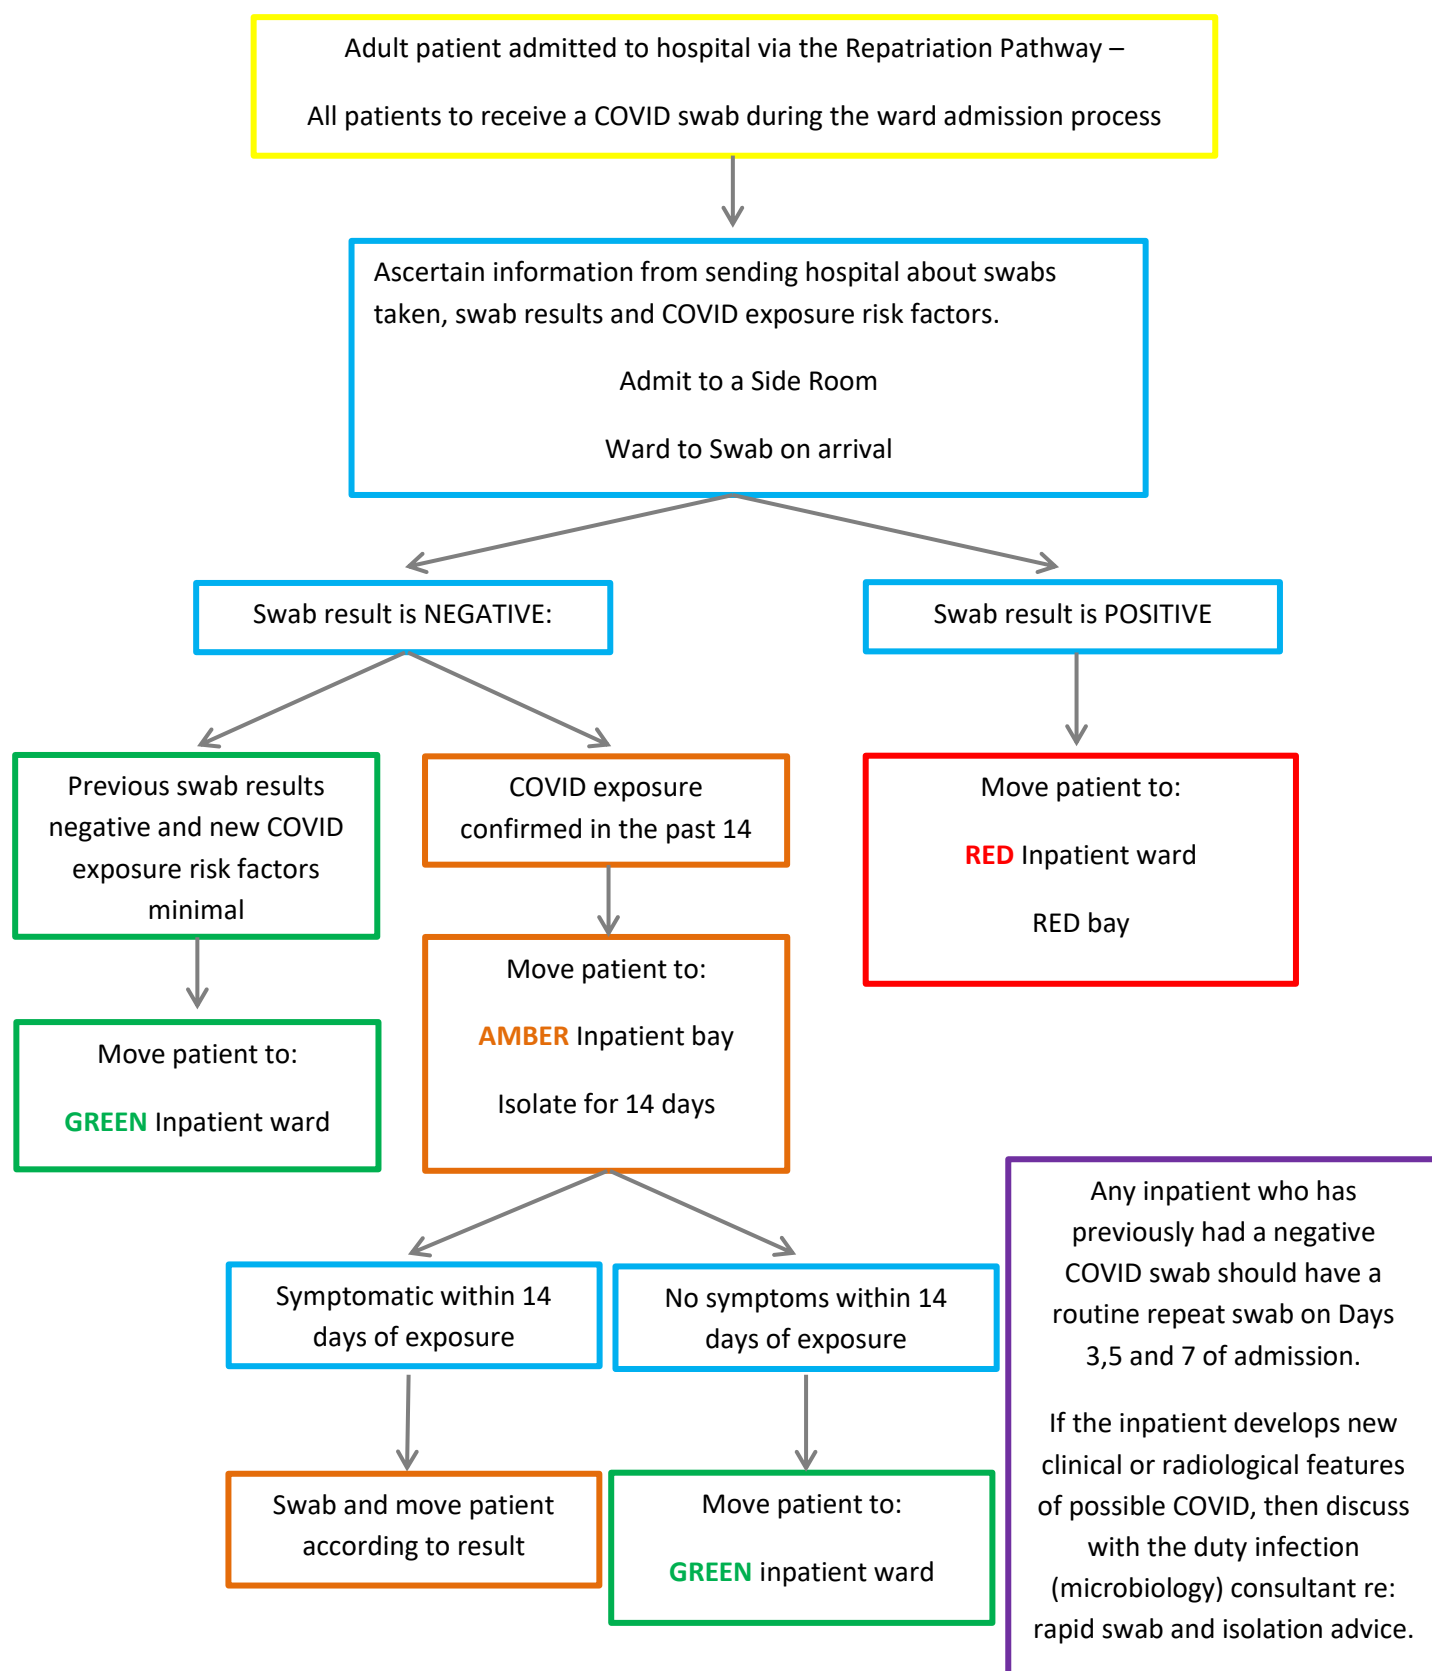 Adult patient admitted to hospital via the Repatriation Pathway –
All patients to receive a COVID swab during the ward admission process
Ascertain information from sending hospital about swabs
taken, swab results and COVID exposure risk factors.
Admit to a Side Room
Ward to Swab on arrival
Swab result is NEGATIVE:
Swab result is POSITIVE
Previous swab results
negative and new COVID
exposure risk factors
minimal
COVID exposure
confirmed in the past 14
Move patient to:
RED Inpatient ward
RED bay
Move patient to:
GREEN Inpatient ward
Move patient to:
AMBER Inpatient bay
Isolate for 14 days
Symptomatic within 14
days of exposure
No symptoms within 14
days of exposure
Swab and move patient
according to result
Move patient to:
GREEN inpatient ward
Any inpatient who has
previously had a negative
COVID swab should have a
routine repeat swab on Days
3,5 and 7 of admission.
If the inpatient develops new
clinical or radiological features
of possible COVID, then discuss
with the duty infection
(microbiology) consultant re:
rapid swab and isolation advice.